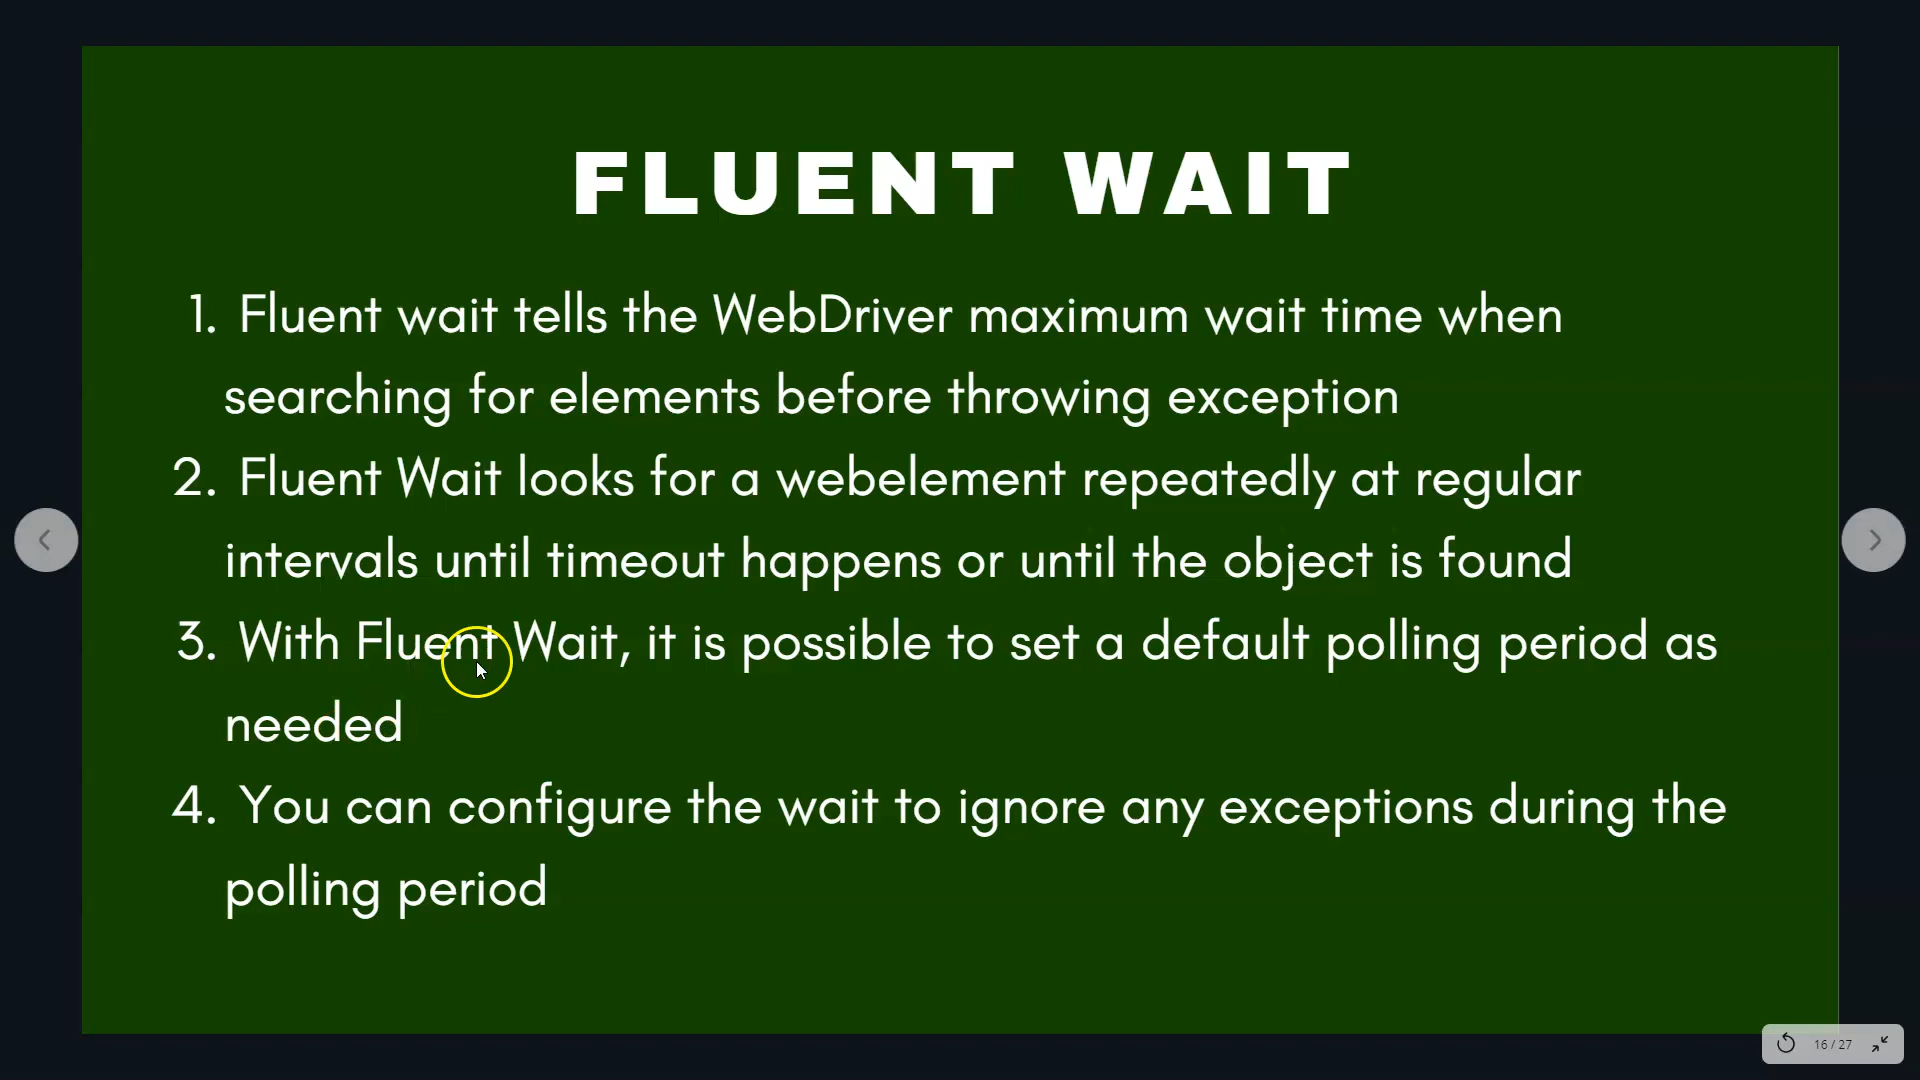 FLUENT WAIT
1. Fluent wait tells the WebDriver maximum wait time when
searching for elements before throwing exception
2. Fluent Wait looks for a webelement repeatedly at regular
intervals until timeout happens or until the object is found
3. With Fluent Wait, it is possible to set a default polling period as
needed
4. You can configure the wait to ignore any exceptions during the
polling period
16 / 27